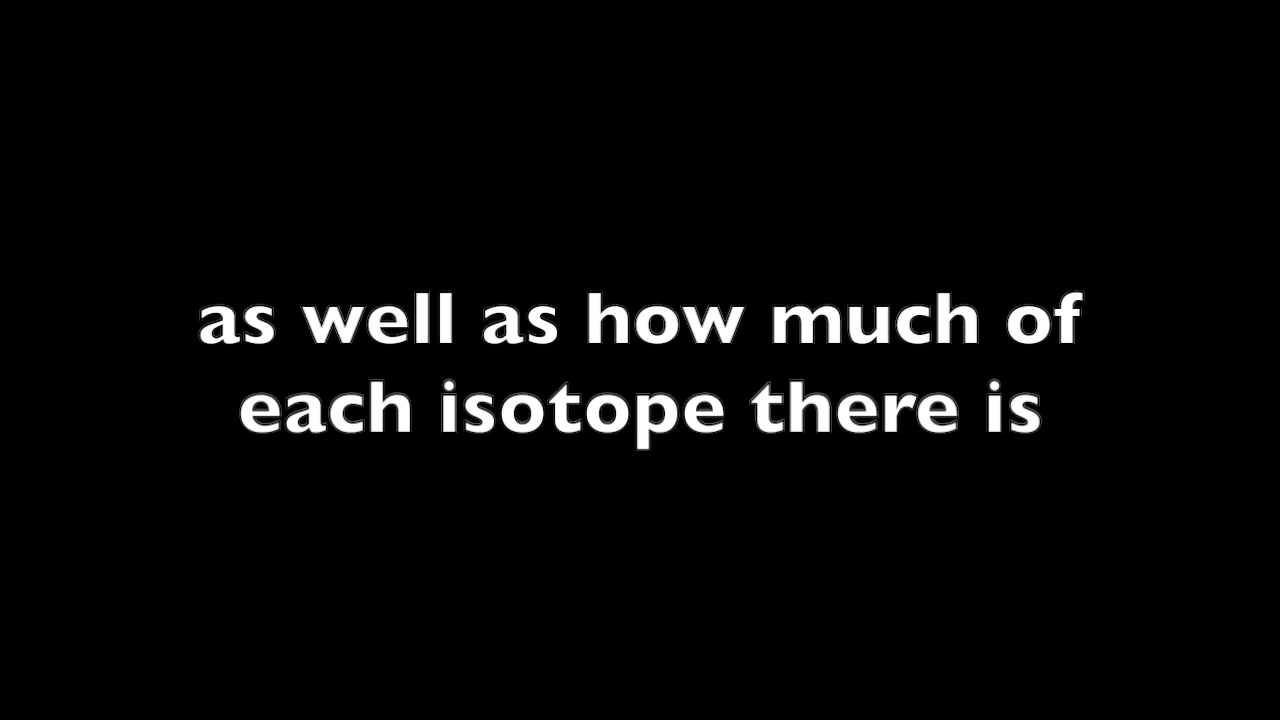 as well as how much of
each isotope there is